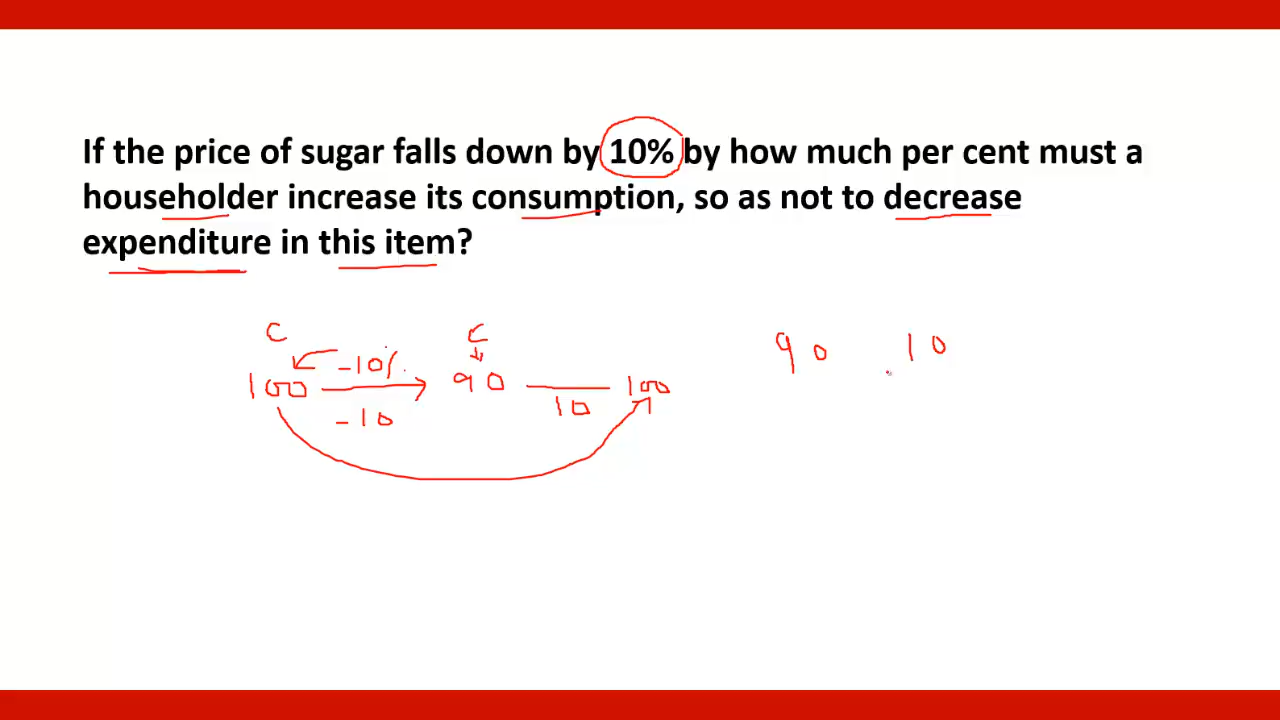 If the price of sugar falls down by 10% by how much per cent must a
householder increase its consumption, so as not to decrease
expenditure in this item?
C C
100 -10% 90 100
-10 10
90 10